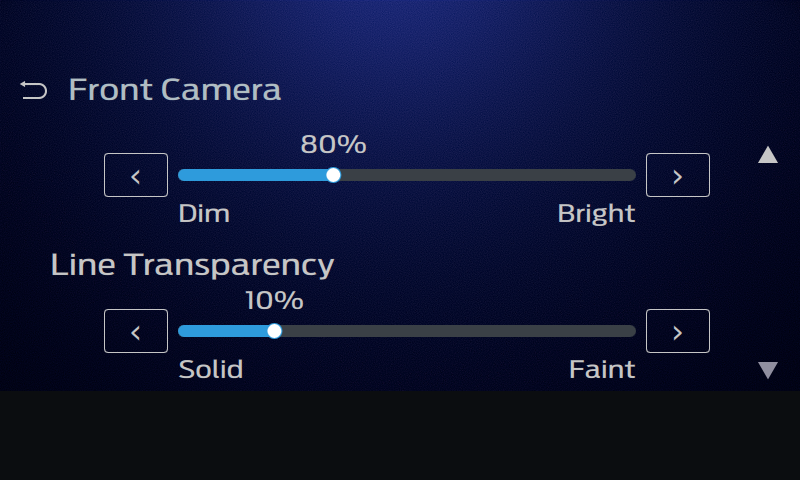 Front Camera
80%
Dim Bright
Line Transparency
10%
Solid Faint